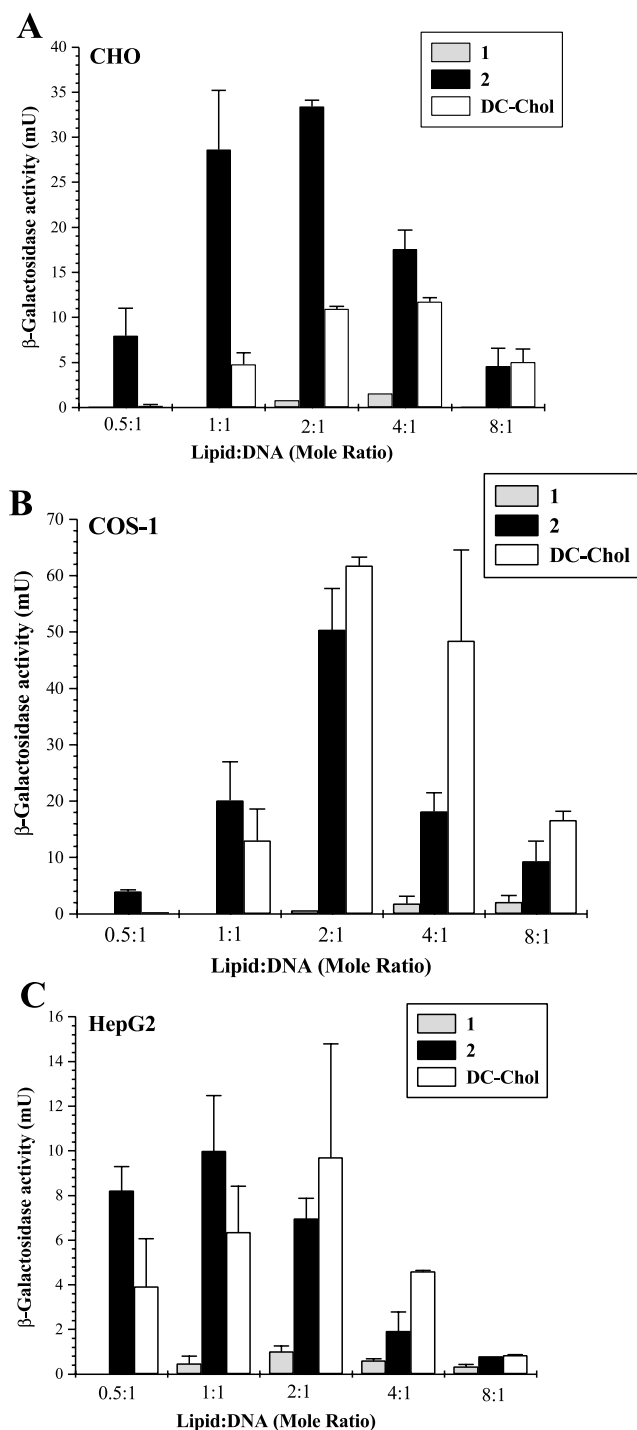 A
CHO
1
2
DC-Chol
β-Galactosidase activity (mU)
40
35
30
25
20
15
10
5
0
0.5:1 1:1 2:1 4:1 8:1
Lipid:DNA (Mole Ratio)
B
COS-1
1
2
DC-Chol
β-Galactosidase activity (mU)
70
60
50
40
30
20
10
0
0.5:1 1:1 2:1 4:1 8:1
Lipid:DNA (Mole Ratio)
C
HepG2
1
2
DC-Chol
β-Galactosidase activity (mU)
16
14
12
10
8
6
4
2
0
0.5:1 1:1 2:1 4:1 8:1
Lipid:DNA (Mole Ratio)